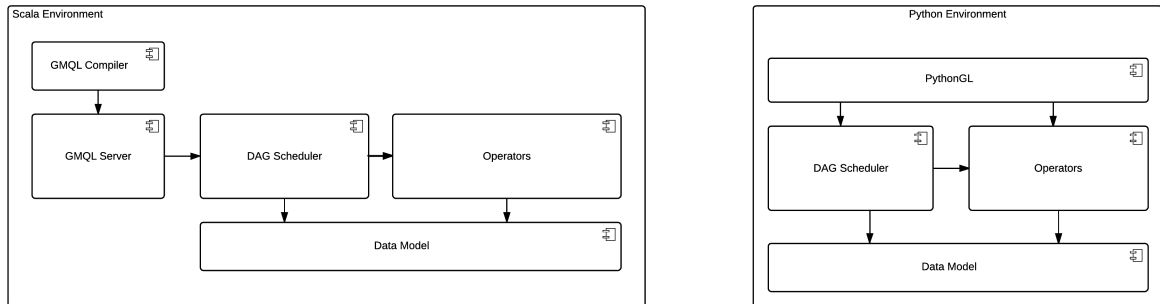 Scala Environment
GMQL Compiler
GMQL Server
DAG Scheduler
Operators
Data Model
Python Environment
PythonGL
DAG Scheduler
Operators
Data Model